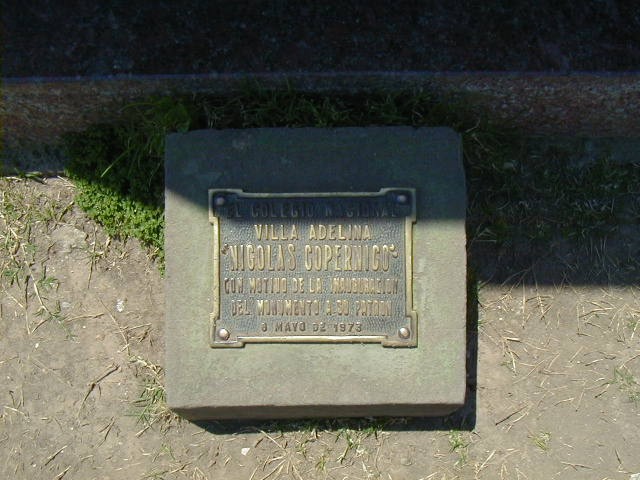 EL COLEGIO NACIONAL
VILLA ADELINA
"NICOLAS COPERNICO"
CON MOTIVO DE LA INAUGURACION
DEL MONUMENTO A SU PATRON
8 MAYO DE 1973